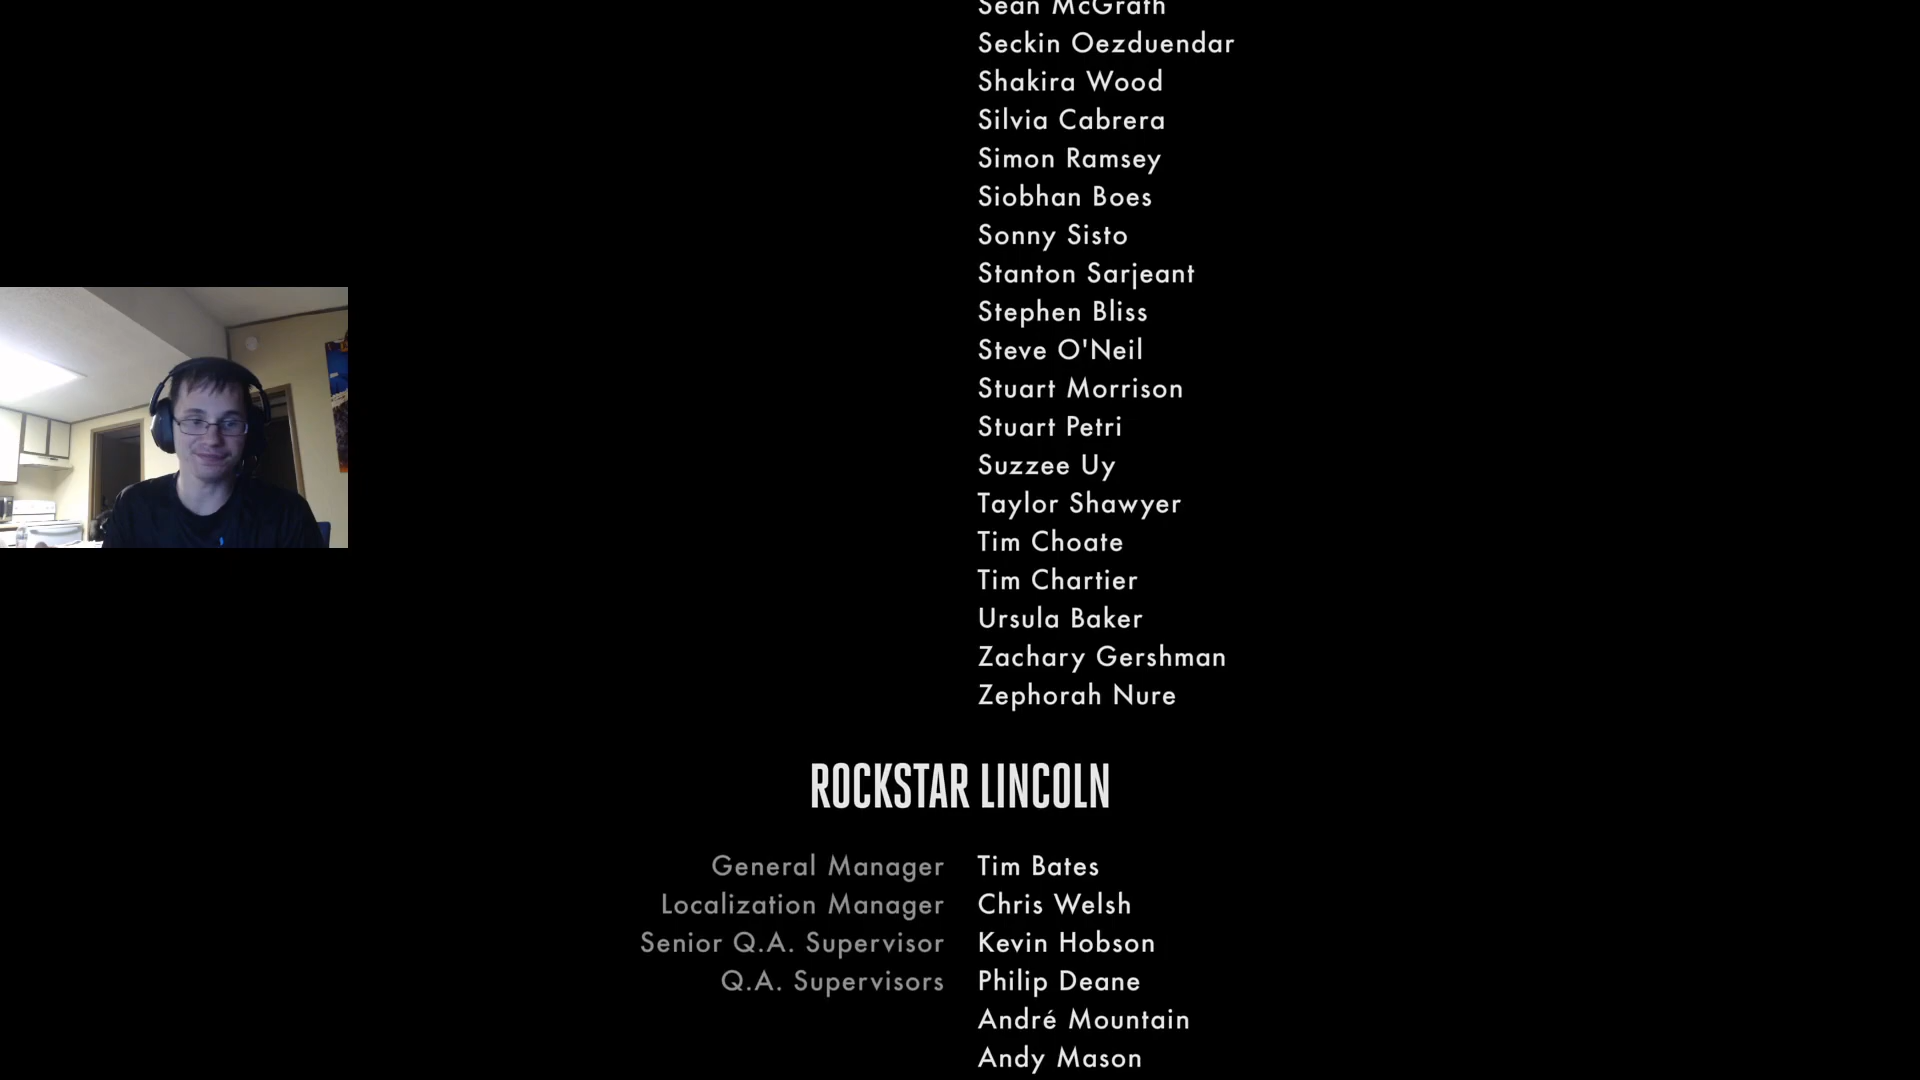 Sean McGrath
Seckin Oezduendar
Shakira Wood
Silvia Cabrera
Simon Ramsey
Siobhan Boes
Sonny Sisto
Stanton Sarjeant
Stephen Bliss
Steve O'Neil
Stuart Morrison
Stuart Petri
Suzzee Uy
Taylor Shawyer
Tim Choate
Tim Chartier
Ursula Baker
Zachary Gershman
Zephorah Nure
ROCKSTAR LINCOLN
General Manager Tim Bates
Localization Manager Chris Welsh
Senior Q.A. Supervisor Kevin Hobson
Q.A. Supervisors Philip Deane
André Mountain
Andy Mason